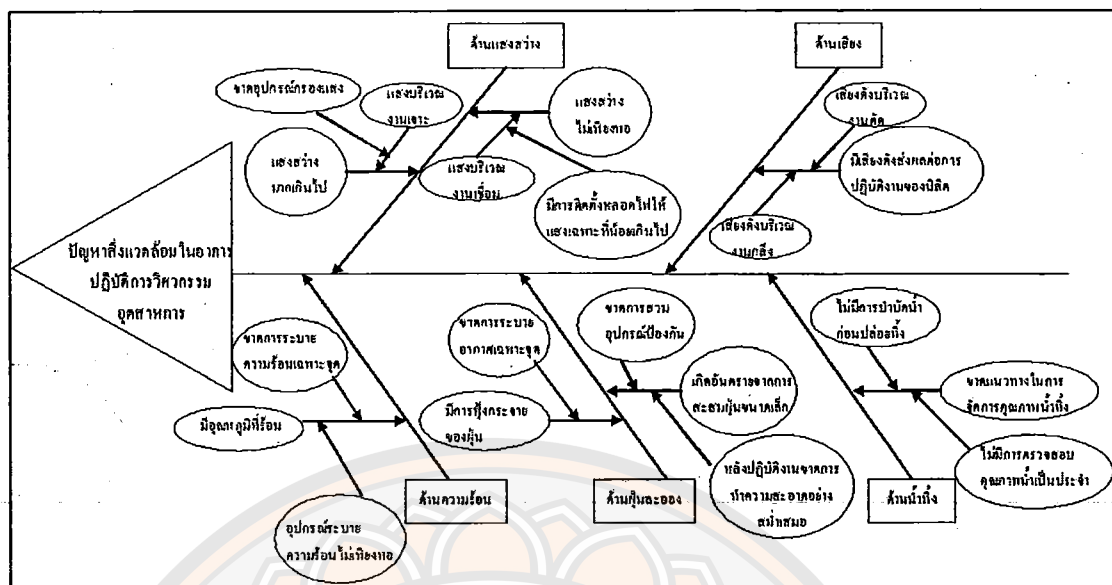 ด้านแสงสว่าง
ด้านเสียง
ขาดอุปกรณ์กรองแสง
แสงบริเวณ
งานเจาะ
แสงสว่าง
ไม่เพียงพอ
เสียงดังบริเวณ
งานตัด
แสงสว่าง
มากเกินไป
แสงบริเวณ
งานเชื่อม
มีการติดตั้งหลอดไฟให้
แสงเฉพาะที่น้อยเกินไป
มีเสียงดังส่งผลต่อการ
ปฏิบัติงานของนิสิต
เสียงดังบริเวณ
งานกลึง
ปัญหาสิ่งแวดล้อมในอาคาร
ปฏิบัติการวิศวกรรม
อุตสาหการ
ขาดการระบาย
ความร้อนเฉพาะจุด
มีอุณหภูมิที่ร้อน
อุปกรณ์ระบาย
ความร้อนไม่เพียงพอ
ด้านความร้อน
ขาดการระบาย
อากาศเฉพาะจุด
มีการฟุ้งกระจาย
ของฝุ่น
ขาดการสวม
อุปกรณ์ป้องกัน
เกิดอันตรายจากการ
สะสมฝุ่นขนาดเล็ก
หลังปฏิบัติงานขาดการ
ทำความสะอาดอย่าง
สม่ำเสมอ
ด้านฝุ่นละออง
ไม่มีการบำบัดน้ำ
ก่อนปล่อยทิ้ง
ขาดแนวทางในการ
จัดการคุณภาพน้ำทิ้ง
ไม่มีการตรวจสอบ
คุณภาพน้ำเป็นประจำ
ด้านน้ำทิ้ง